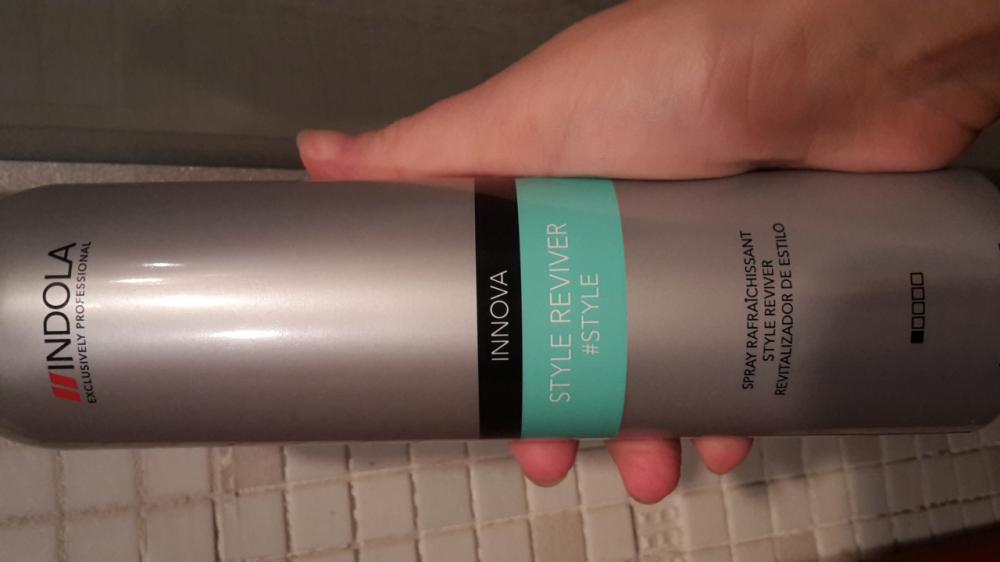 INDOLA
EXCLUSIVELY PROFESSIONAL
INNOVA
STYLE REVIVER
#STYLE
SPRAY RAFRAÎCHISSANT
STYLE REVIVER
REVITALIZADOR DE ESTILO